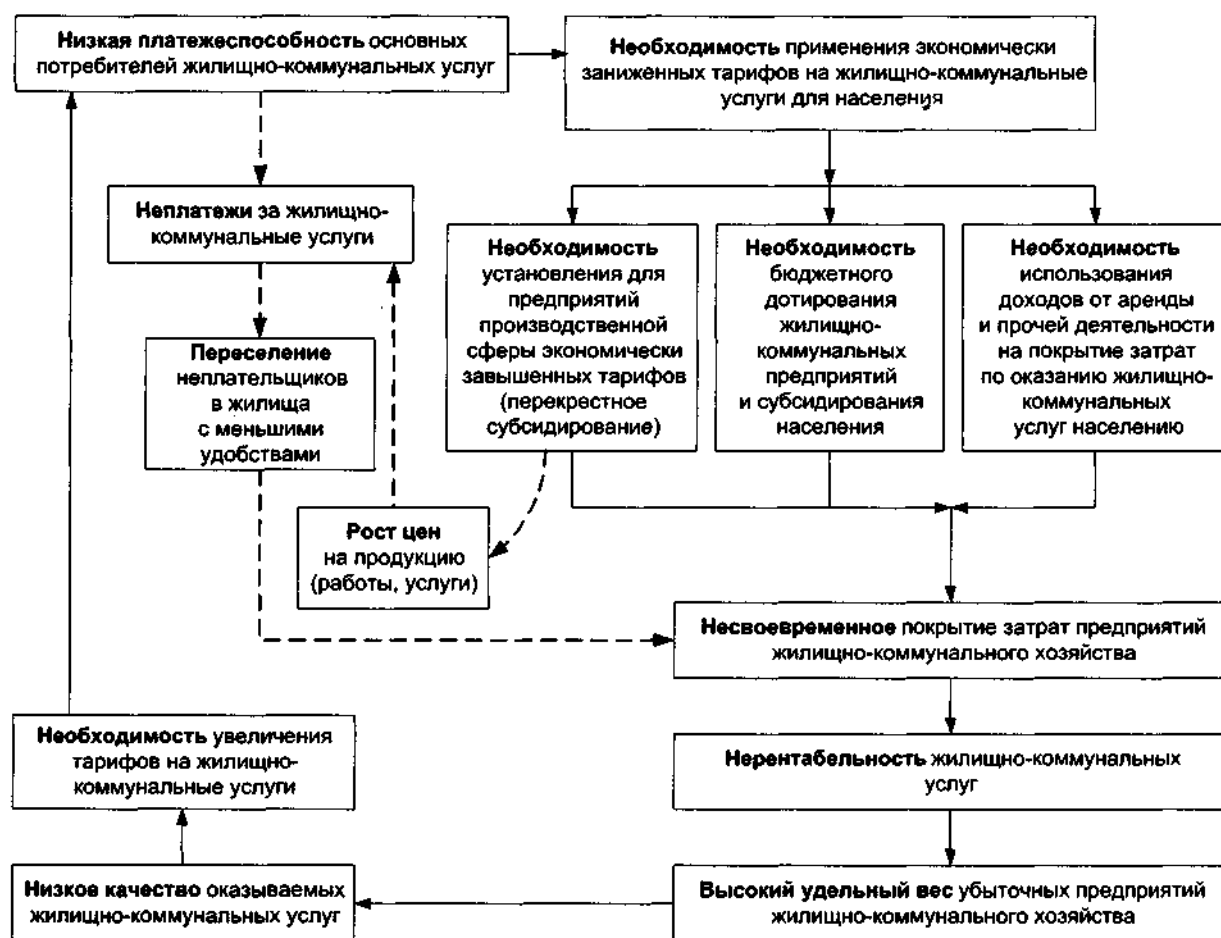 Низкая платежеспособность основных
потребителей жилищно-коммунальных услуг
Необходимость применения экономически
заниженных тарифов на жилищно-коммунальные
услуги для населения
Неплатежи за жилищно-
коммунальные услуги
Необходимость
установления для
предприятий
производственной
сферы экономически
завышенных тарифов
(перекрестное
субсидирование)
Необходимость
бюджетного
дотирования
жилищно-
коммунальных
предприятий
и субсидирования
населения
Необходимость
использования
доходов от аренды
и прочей деятельности
на покрытие затрат
по оказанию жилищно-
коммунальных
услуг населению
Переселение
неплательщиков
в жилища
с меньшими
удобствами
Рост цен
на продукцию
(работы, услуги)
Несвоевременное покрытие затрат предприятий
жилищно-коммунального хозяйства
Необходимость увеличения
тарифов на жилищно-
коммунальные услуги
Нерентабельность жилищно-коммунальных
услуг
Низкое качество оказываемых
жилищно-коммунальных услуг
Высокий удельный вес убыточных предприятий
жилищно-коммунального хозяйства